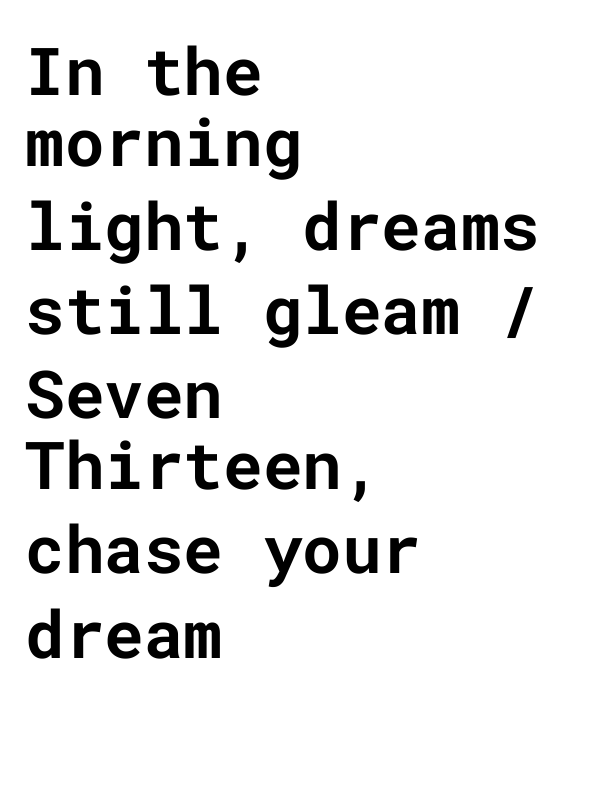 In the
morning
light, dreams
still gleam /
Seven
Thirteen,
chase your
dream